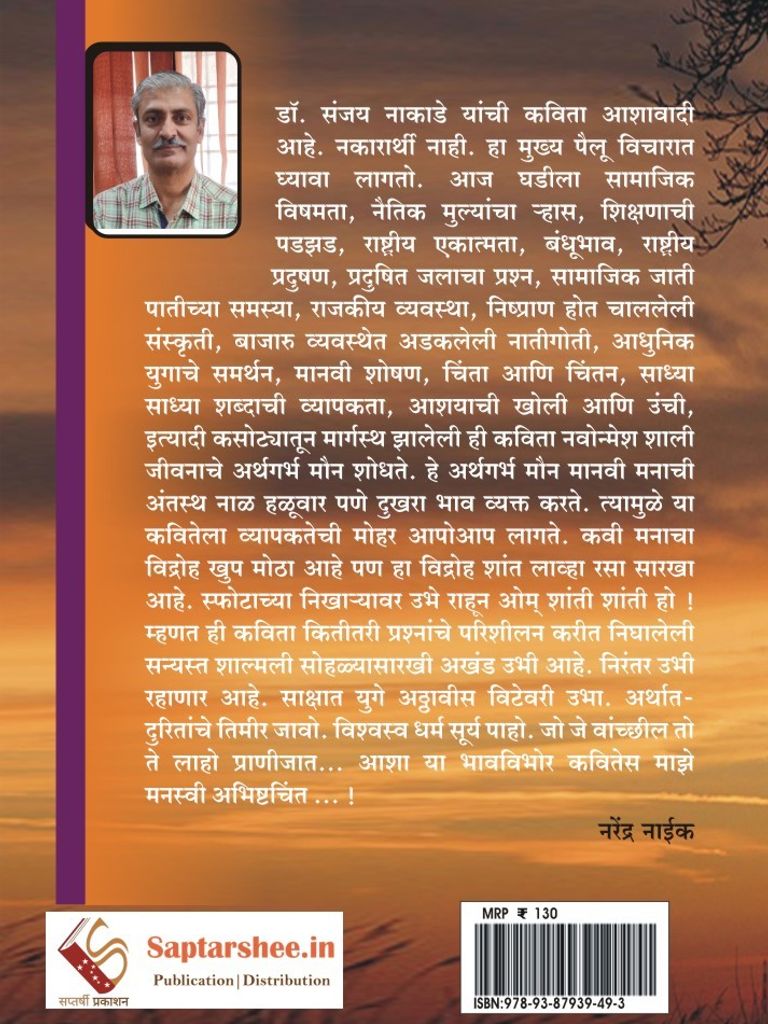 डॉ. संजय नाकाडे यांची कविता आशावादी
आहे. नकारार्थी नाही. हा मुख्य पैलू विचारात
घ्यावा लागतो. आज घडीला सामाजिक
विषमता, नैतिक मुल्यांचा ऱ्हास, शिक्षणाची
पडझड, राष्ट्रीय एकात्मता, बंधूभाव, राष्ट्रीय
प्रदुषण, प्रदुषित जलाचा प्रश्न, सामाजिक जाती
पातीच्या समस्या, राजकीय व्यवस्था, निष्प्राण होत चाललेली
संस्कृती, बाजारु व्यवस्थेत अडकलेली नातीगोती, आधुनिक
युगाचे समर्थन, मानवी शोषण, चिंता आणि चिंतन, साध्या
साध्या शब्दाची व्यापकता, आशयाची खोली आणि उंची,
इत्यादी कसोट्यातून मार्गस्थ झालेली ही कविता नवोन्मेश शाली
जीवनाचे अर्थगर्भ मौन शोधते. हे अर्थगर्भ मौन मानवी मनाची
अंतस्थ नाळ हळूवार पणे दुखरा भाव व्यक्त करते. त्यामुळे या
कवितेला व्यापकतेची मोहर आपोआप लागते. कवी मनाचा
विद्रोह खुप मोठा आहे पण हा विद्रोह शांत लाव्हा रसा सारखा
आहे. स्फोटाच्या निखाऱ्यावर उभे राहून ओम् शांती शांती हो !
म्हणत ही कविता कितीतरी प्रश्नांचे परिशीलन करीत निघालेली
सन्यस्त शाल्मली सोहळ्यासारखी अखंड उभी आहे. निरंतर उभी
रहाणार आहे. साक्षात युगे अठ्ठावीस विटेवरी उभा. अर्थात-
दुरितांचे तिमीर जावो. विश्वस्व धर्म सूर्य पाहो. जो जे वांच्छील तो
ते लाहो प्राणीजात... आशा या भावविभोर कवितेस माझे
मनस्वी अभिष्टचिंत ... !
नरेंद्र नाईक
MRP ₹ 130
Saptarshee.in
Publication|Distribution
सप्तर्षी प्रकाशन
ISBN:978-93-87939-49-3